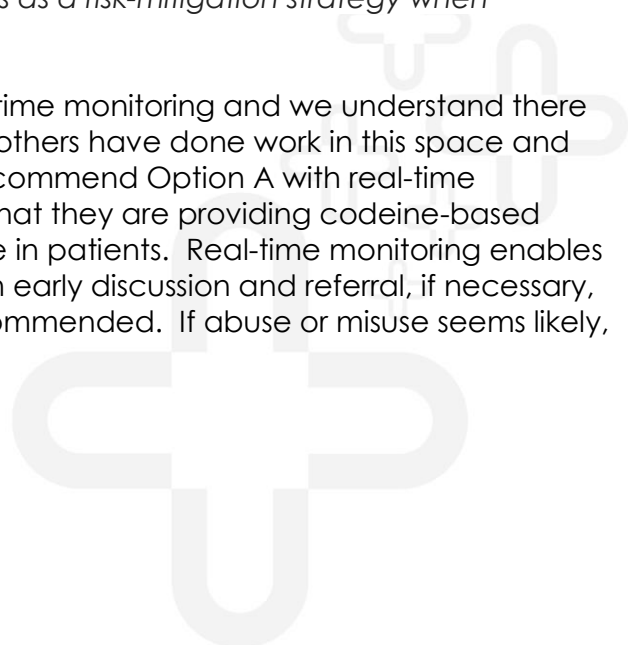 as a risk-mitigation strategy when
time monitoring and we understand there
others have done work in this space and
commend Option A with real-time
hat they are providing codeine-based
e in patients. Real-time monitoring enables
n early discussion and referral, if necessary,
ommended. If abuse or misuse seems likely,